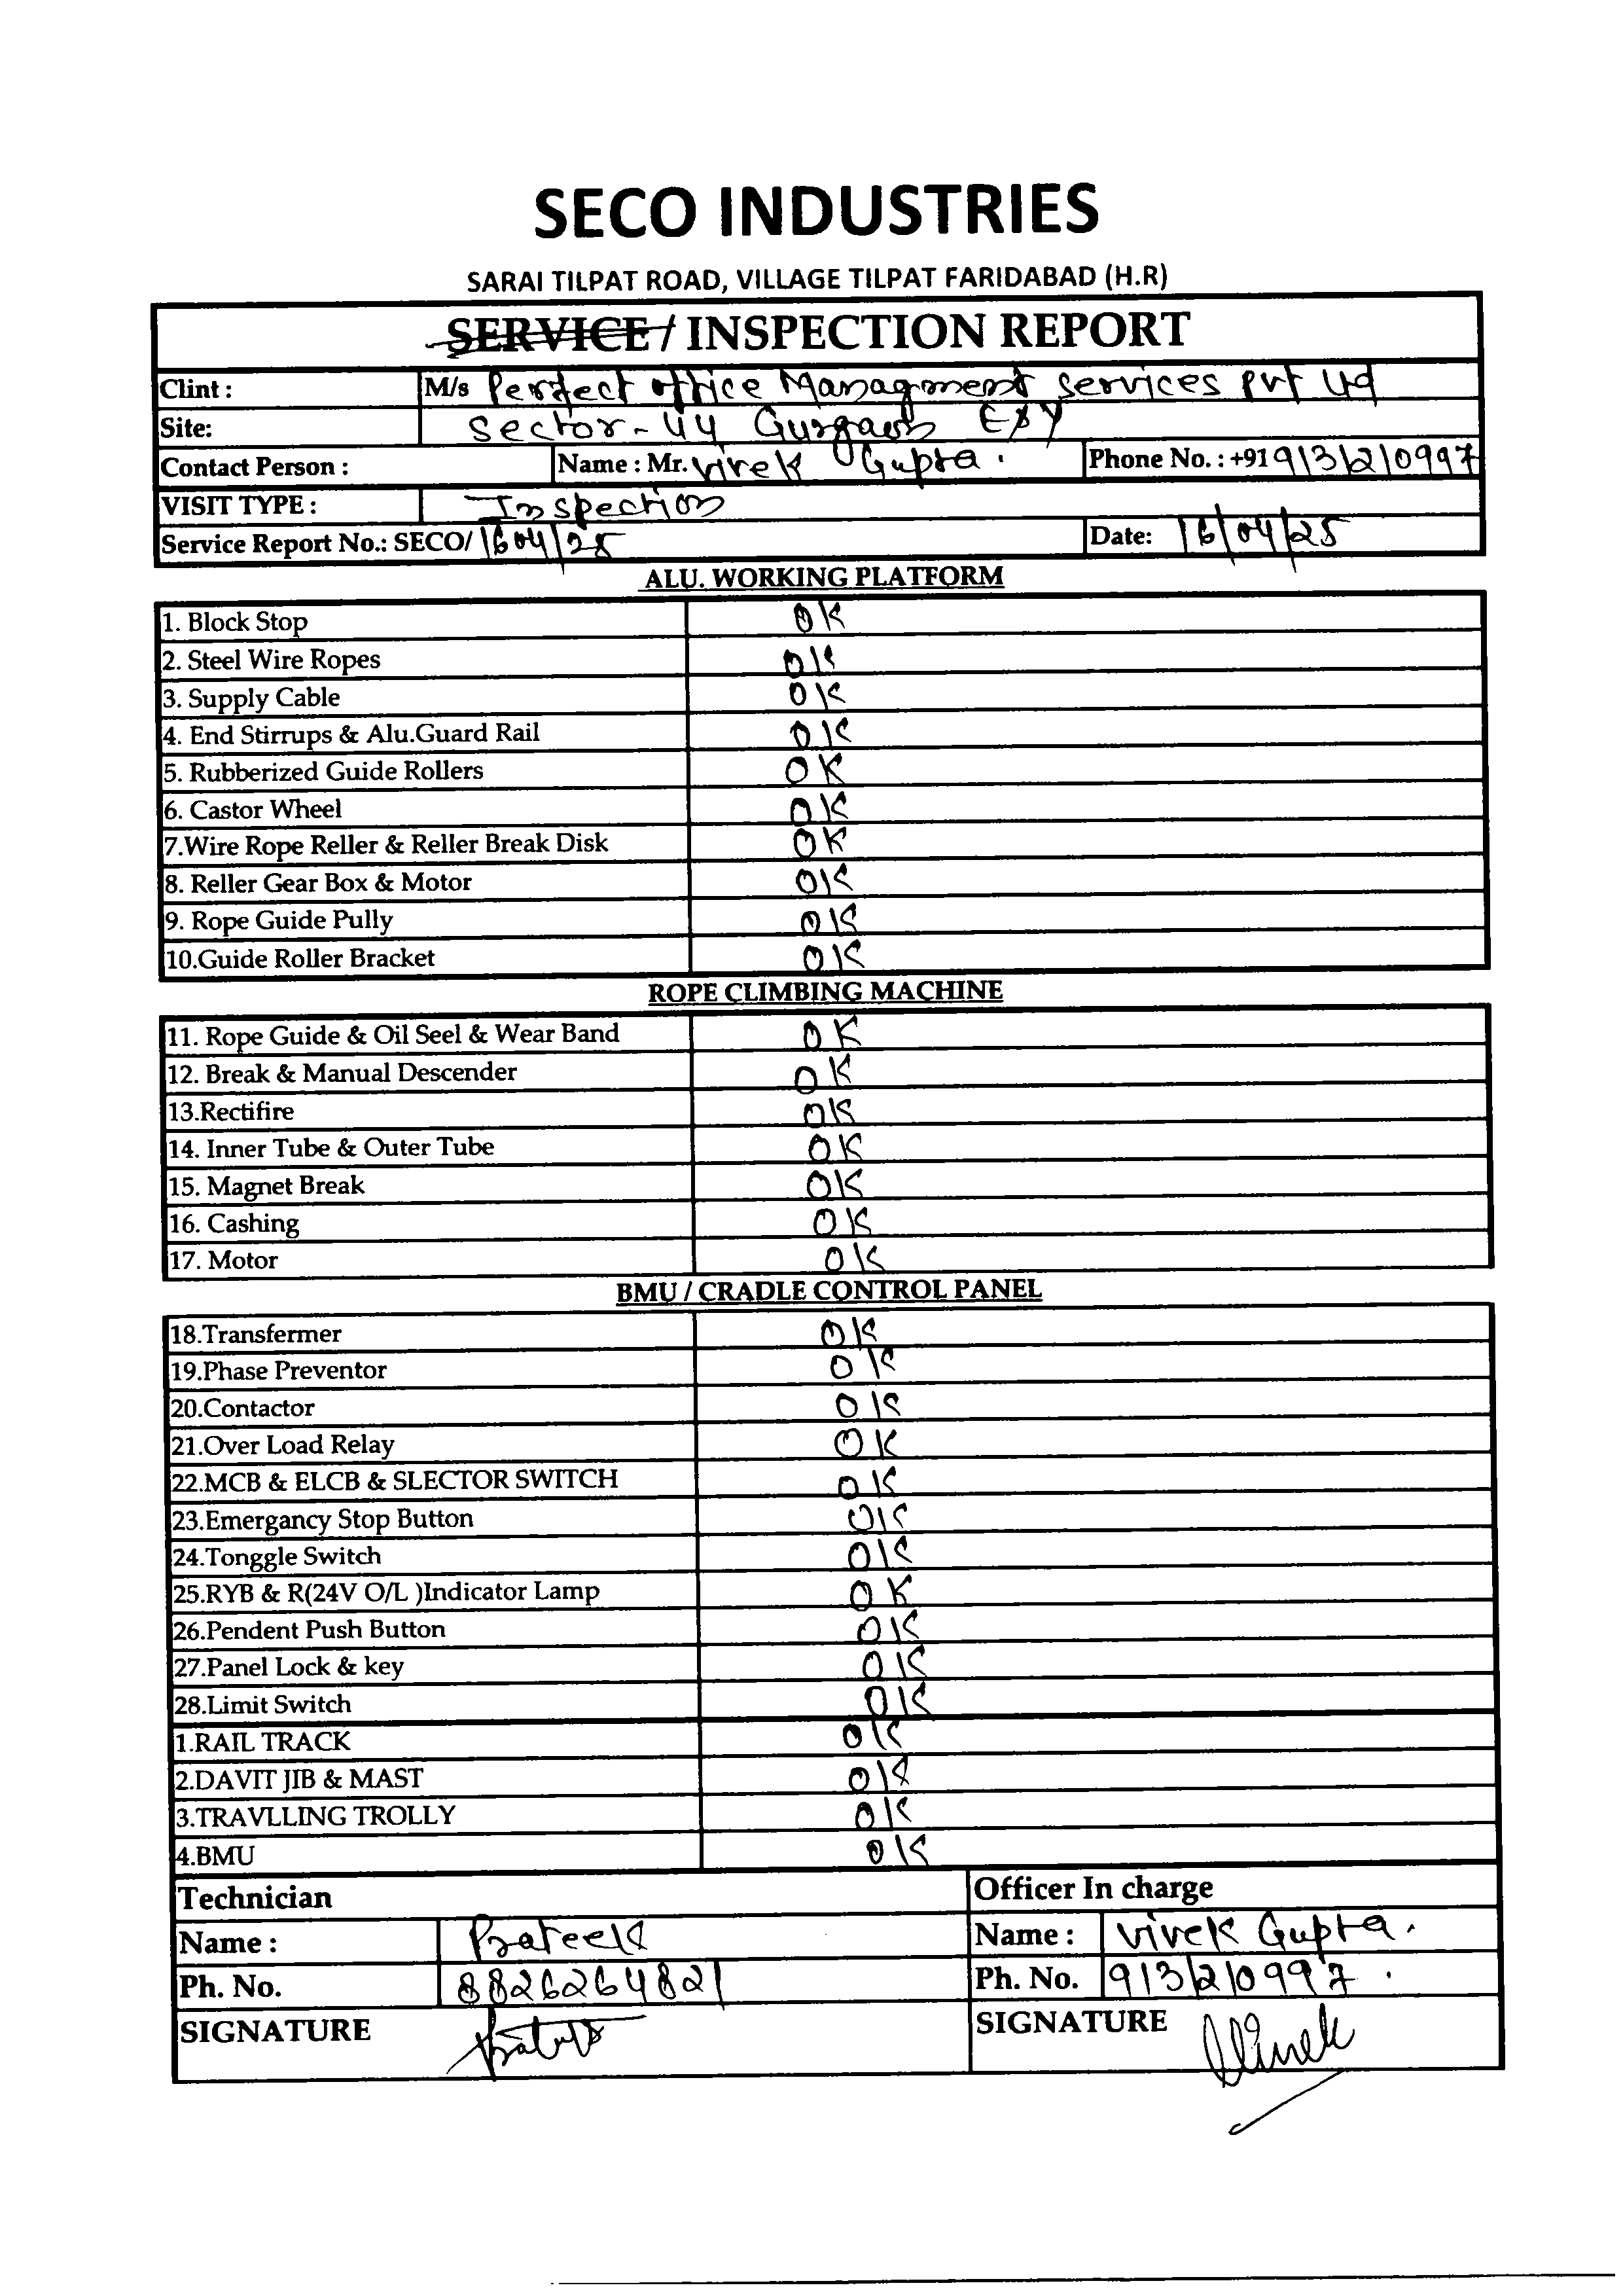 SECO INDUSTRIES
SARAI TILPAT ROAD, VILLAGE TILPAT FARIDABAD (H.R)
SERVICE / INSPECTION REPORT
Clint : M/s Perfect office Managment Services Pvt Ltd
Site: Sector-44 Gurgaon
Contact Person : Name : Mr. Vivek Gupta. Phone No. : +91 9131210997
VISIT TYPE : Inspection
Service Report No.: SECO/ 1604/25 Date: 16/04/25
ALU. WORKING PLATFORM
1. Block Stop OK
2. Steel Wire Ropes OK
3. Supply Cable OK
4. End Stirrups & Alu.Guard Rail OK
5. Rubberized Guide Rollers OK
6. Castor Wheel OK
7.Wire Rope Reller & Reller Break Disk OK
8. Reller Gear Box & Motor OK
9. Rope Guide Pully OK
10.Guide Roller Bracket OK
ROPE CLIMBING MACHINE
11. Rope Guide & Oil Seel & Wear Band OK
12. Break & Manual Descender OK
13.Rectifire OK
14. Inner Tube & Outer Tube OK
15. Magnet Break OK
16. Cashing OK
17. Motor OK
BMU / CRADLE CONTROL PANEL
18.Transfermer OK
19.Phase Preventor OK
20.Contactor OK
21.Over Load Relay OK
22.MCB & ELCB & SLECTOR SWITCH OK
23.Emergancy Stop Button OK
24.Tonggle Switch OK
25.RYB & R(24V O/L )Indicator Lamp OK
26.Pendent Push Button OK
27.Panel Lock & key OK
28.Limit Switch OK
1.RAIL TRACK OK
2.DAVIT JIB & MAST OK
3.TRAVLLING TROLLY OK
4.BMU OK
Technician Officer In charge
Name : Prateek Name : Vivek Gupta.
Ph. No. 8826264821 Ph. No. 9131210997.
SIGNATURE SIGNATURE